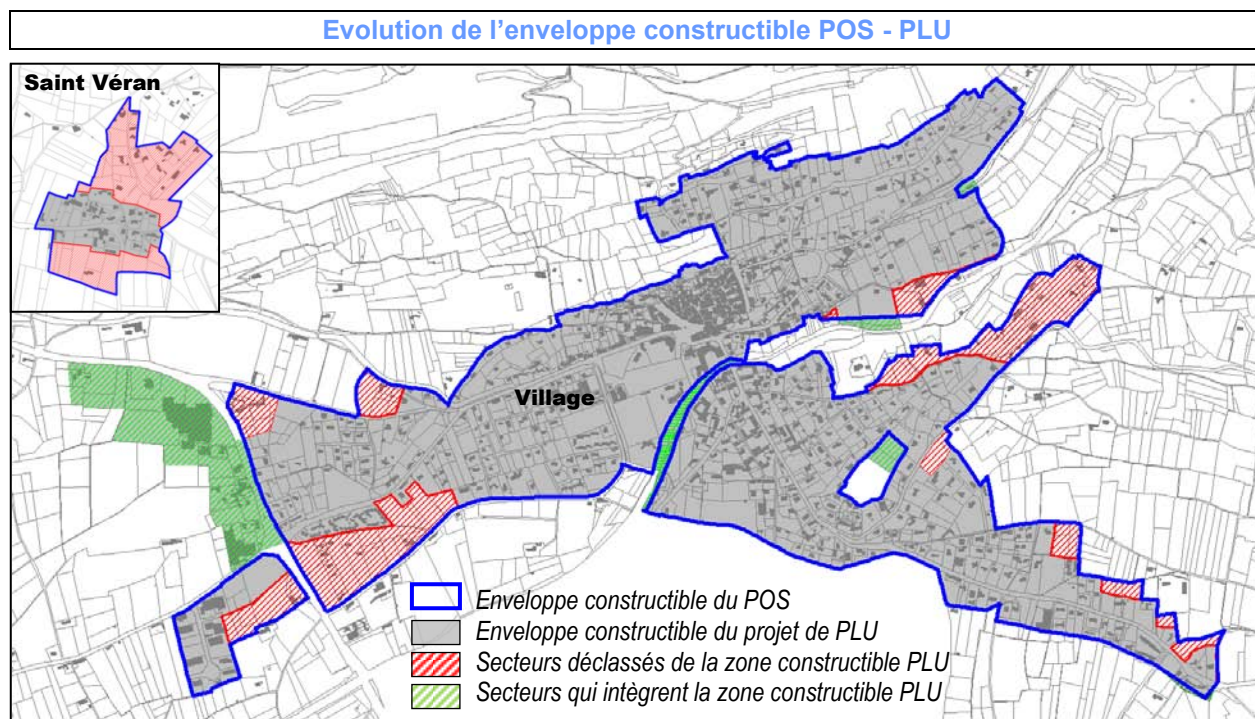 Evolution de l'enveloppe constructible POS - PLU
Saint Véran
Village
Enveloppe constructible du POS
Enveloppe constructible du projet de PLU
Secteurs déclassés de la zone constructible PLU
Secteurs qui intègrent la zone constructible PLU